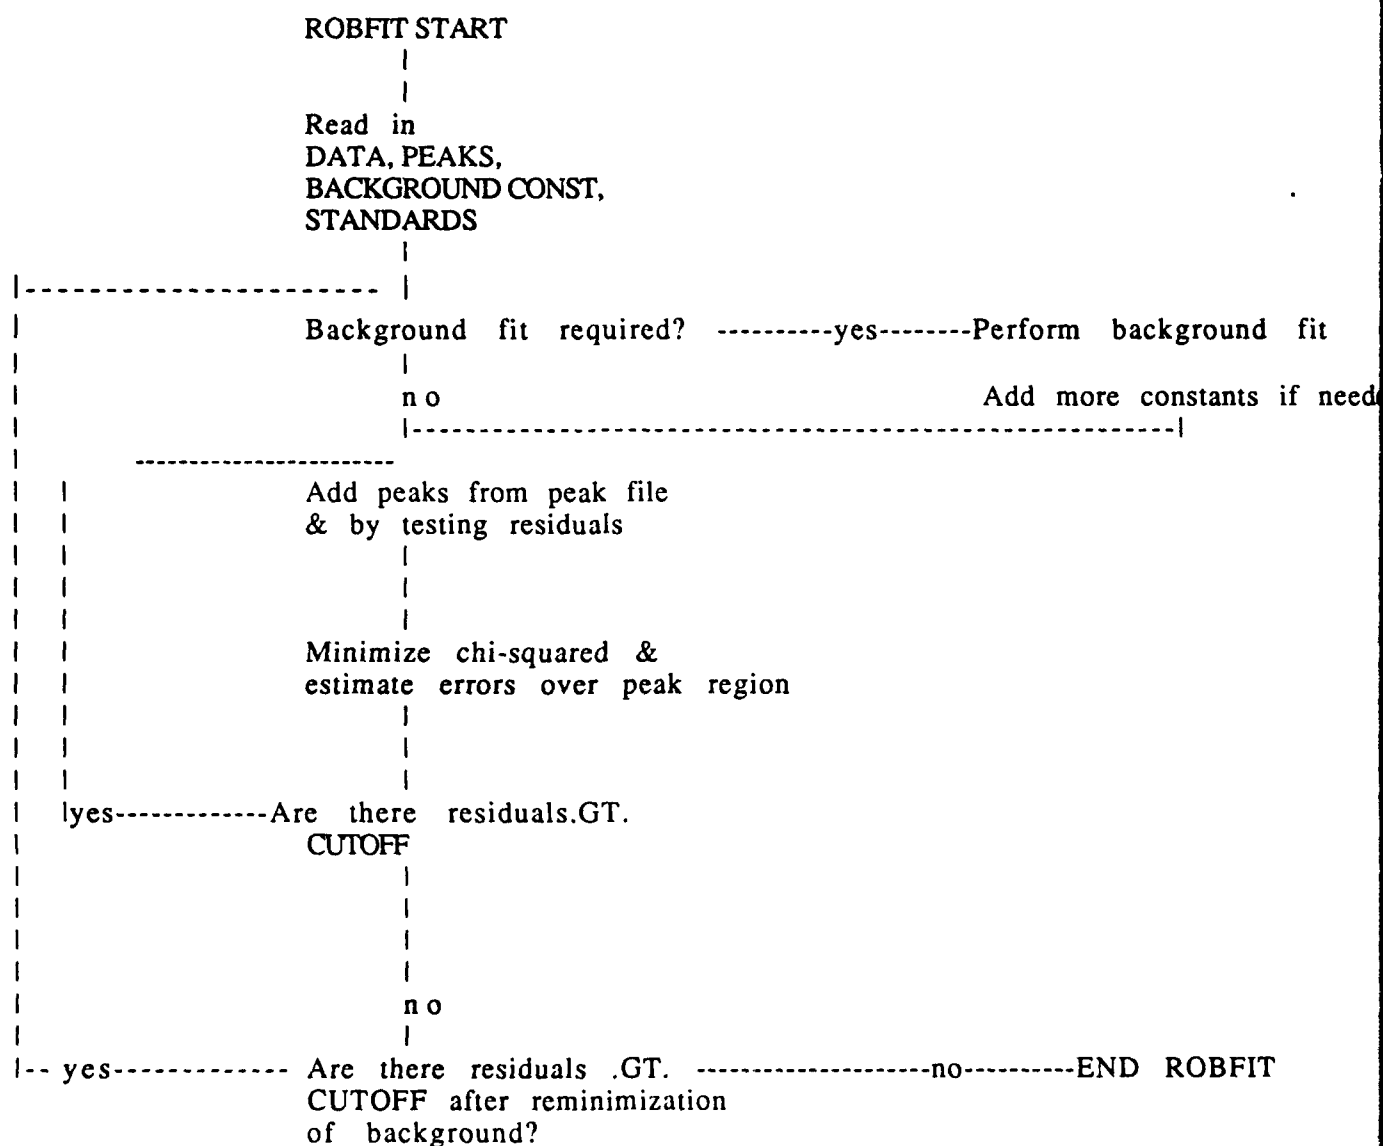 ROBFIT START
Read in
DATA, PEAKS,
BACKGROUND CONST,
STANDARDS
Background fit required? ----------yes--------Perform background fit
no
Add more constants if need
Add peaks from peak file
& by testing residuals
Minimize chi-squared &
estimate errors over peak region
yes-------------Are there residuals.GT.
CUTOFF
no
yes-------------- Are there residuals .GT. --------------------no----------END ROBFIT
CUTOFF after reminimization
of background?